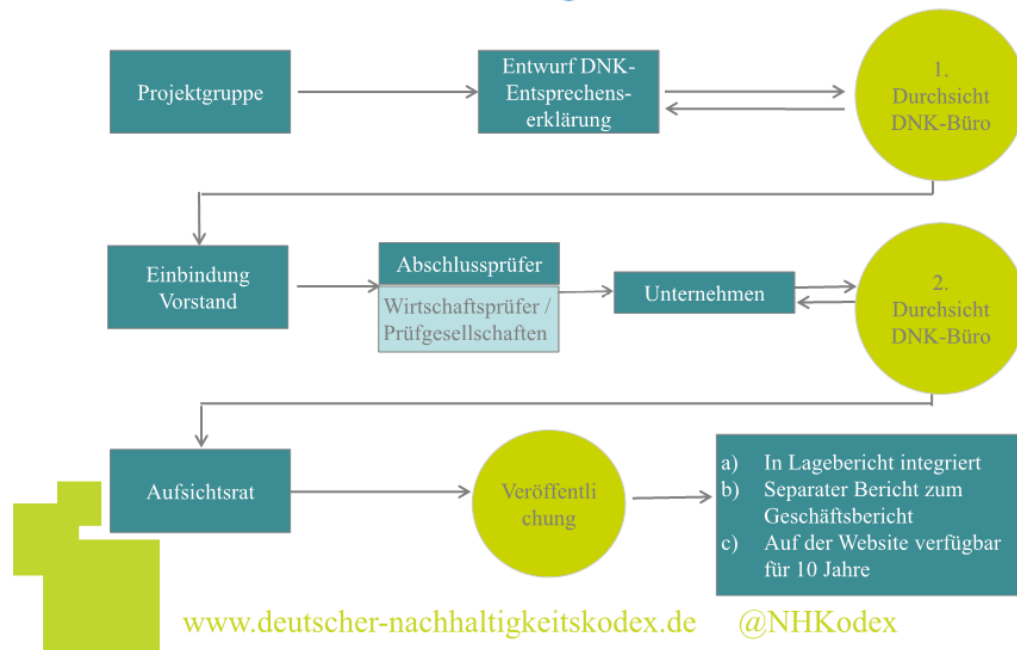 Projektgruppe
Entwurf DNK-
Entsprechens-
erklärung
1.
Durchsicht
DNK-Büro
Einbindung
Vorstand
Abschlussprüfer
Wirtschaftsprüfer /
Prüfgesellschaften
Unternehmen
2.
Durchsicht
DNK-Büro
Aufsichtsrat
Veröffentli
chung
a) In Lagebericht integriert
b) Separater Bericht zum
Geschäftsbericht
c) Auf der Website verfügbar
für 10 Jahre
www.deutscher-nachhaltigkeitskodex.de @NHKodex